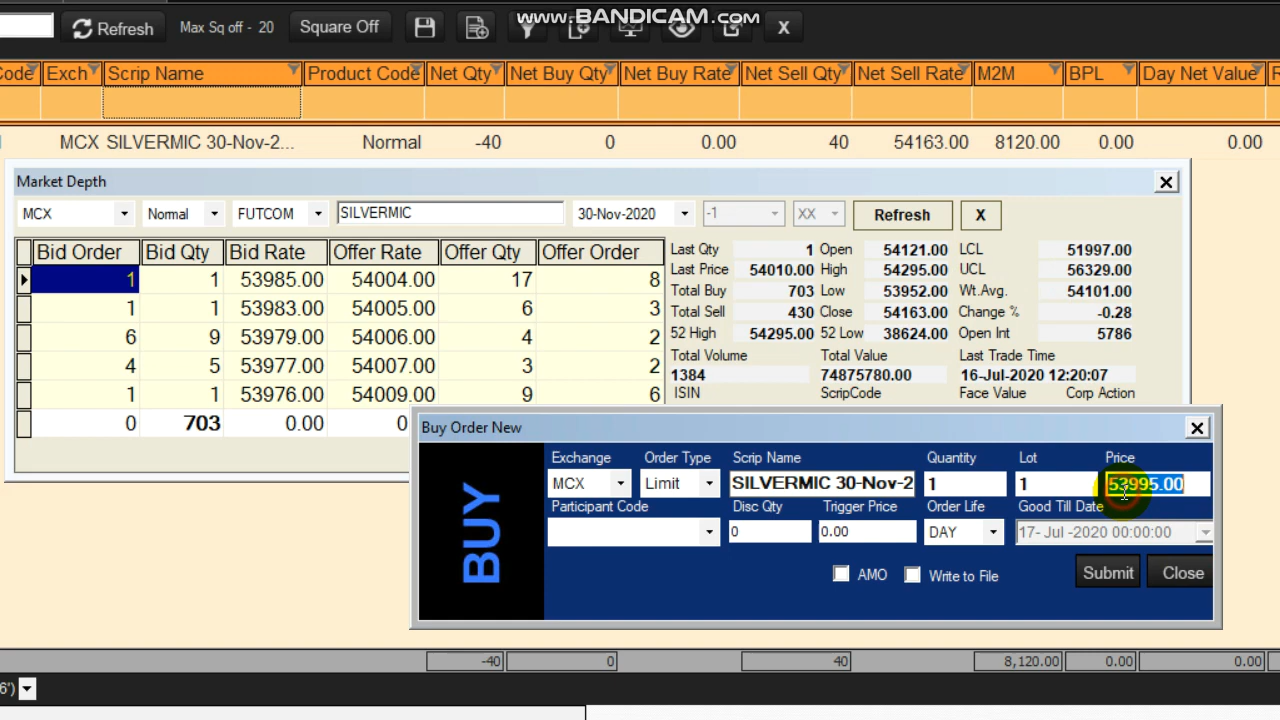 www.BANDICAM.com
Refresh Max Sq off - 20 Square Off X
Code Exch Scrip Name Product Code Net Qty Net Buy Qty Net Buy Rate Net Sell Qty Net Sell Rate M2M BPL Day Net Value
MCX SILVERMIC 30-Nov-2... Normal -40 0 0.00 40 54163.00 8120.00 0.00 0.00
Market Depth
MCX Normal FUTCOM SILVERMIC 30-Nov-2020 -1 XX Refresh X
Bid Order Bid Qty Bid Rate Offer Rate Offer Qty Offer Order
1 1 53985.00 54004.00 17 8
1 1 53983.00 54005.00 6 3
6 9 53979.00 54006.00 4 2
4 5 53977.00 54007.00 3 2
1 1 53976.00 54009.00 9 6
0 703 0.00 0
Last Qty 1 Open 54121.00 LCL 51997.00
Last Price 54010.00 High 54295.00 UCL 56329.00
Total Buy 703 Low 53952.00 Wt.Avg. 54101.00
Total Sell 430 Close 54163.00 Change % -0.28
52 High 54295.00 52 Low 38624.00 Open Int 5786
Total Volume Total Value Last Trade Time
1384 74875780.00 16-Jul-2020 12:20:07
ISIN ScripCode Face Value Corp Action
Buy Order New
BUY
Exchange Order Type Scrip Name Quantity Lot Price
MCX Limit SILVERMIC 30-Nov-2 1 1 53995.00
Participant Code Disc Qty Trigger Price Order Life Good Till Date
0 0.00 DAY 17- Jul -2020 00:00:00
AMO Write to File Submit Close
-40 0 40 8,120.00 0.00 0.00
6')